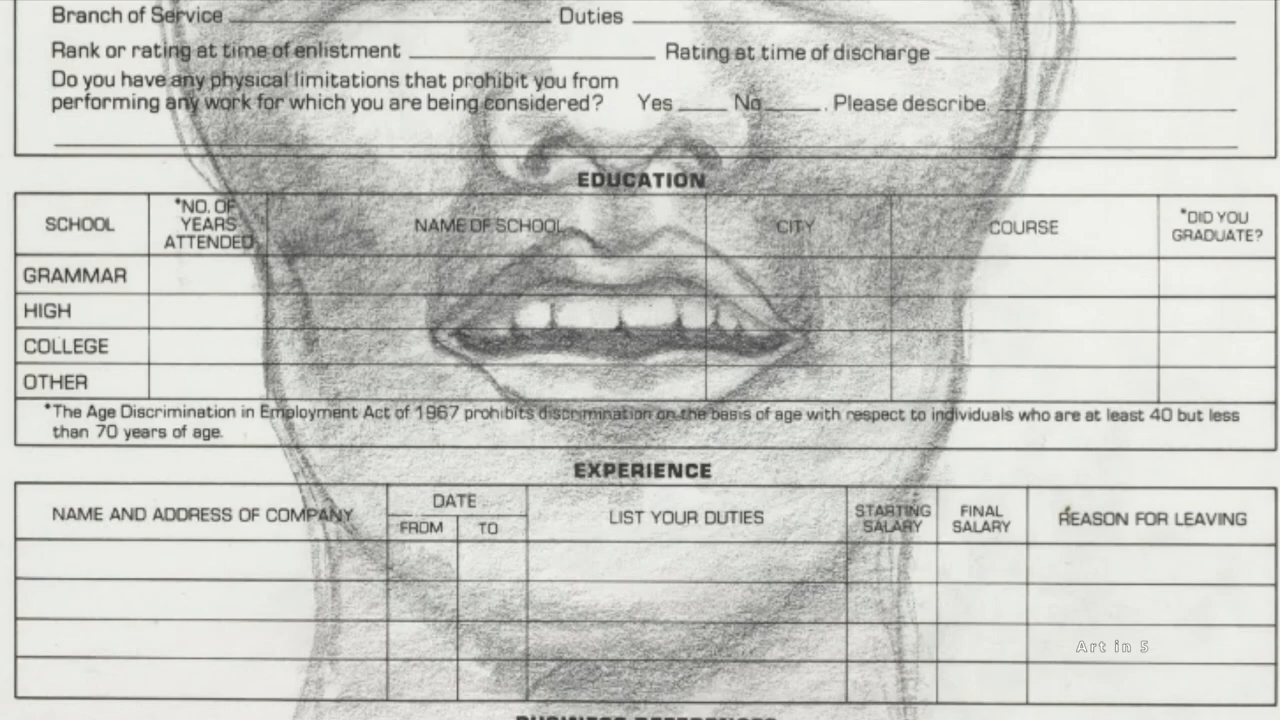 Branch of Service Duties
Rank or rating at time of enlistment Rating at time of discharge
Do you have any physical limitations that prohibit you from
performing any work for which you are being considered? Yes No . Please describe.
EDUCATION
SCHOOL *NO. OF YEARS ATTENDED NAME OF SCHOOL CITY COURSE *DID YOU GRADUATE?
GRAMMAR
HIGH
COLLEGE
OTHER
*The Age Discrimination in Employment Act of 1967 prohibits discrimination on the basis of age with respect to individuals who are at least 40 but less
than 70 years of age.
EXPERIENCE
NAME AND ADDRESS OF COMPANY DATE FROM TO LIST YOUR DUTIES STARTING SALARY FINAL SALARY REASON FOR LEAVING
Art in 5
BUSINESS REFERENCES